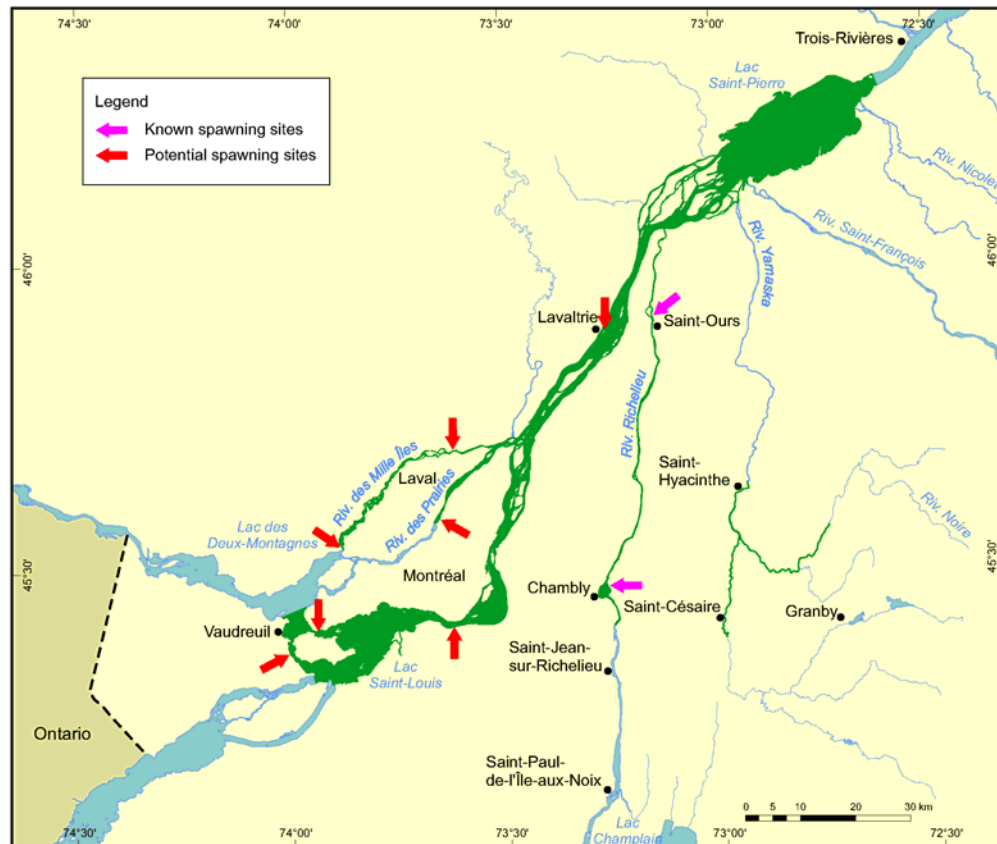 74°30'
74°00'
73°30'
73°00'
72°30'
Trois-Rivières
Lac
Saint-Pierre
Legend
Known spawning sites
Potential spawning sites
Riv. Nicolet
Riv. Saint-François
Riv. Yamaska
46°00'
46°00'
Lavaltrie
Saint-Ours
Riv. Richelieu
Riv. des Mille Îles
Laval
Riv. des Prairies
Saint-
Hyacinthe
Riv. Noire
Lac des
Deux-Montagnes
45°30'
45°30'
Montréal
Chambly
Saint-Césaire
Granby
Vaudreuil
Lac
Saint-Louis
Saint-Jean-
sur-Richelieu
Ontario
Saint-Paul-
de-l'Île-aux-Noix
Lac
Champlain
0 5 10 20 30 km
74°30'
74°00'
73°30'
73°00'
72°30'